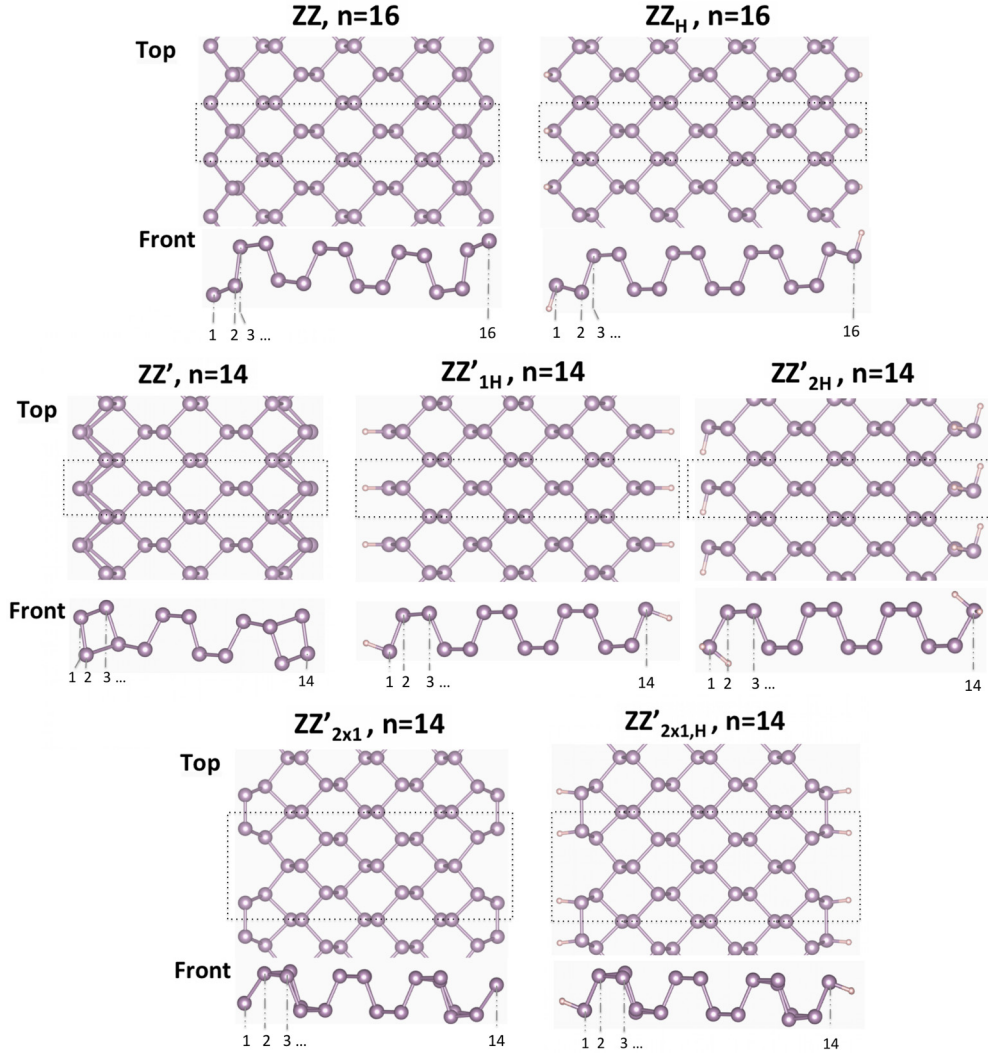 ZZ, n=16
ZZH, n=16
Top
Front
1 2 3 ... 16
1 2 3 ... 16
ZZ’, n=14
ZZ’1H, n=14
ZZ’2H, n=14
Top
Front
1 2 3 ... 14
1 2 3 ... 14
1 2 3 ... 14
ZZ’2x1, n=14
ZZ’2x1,H, n=14
Top
Front
1 2 3 ... 14
1 2 3 ... 14